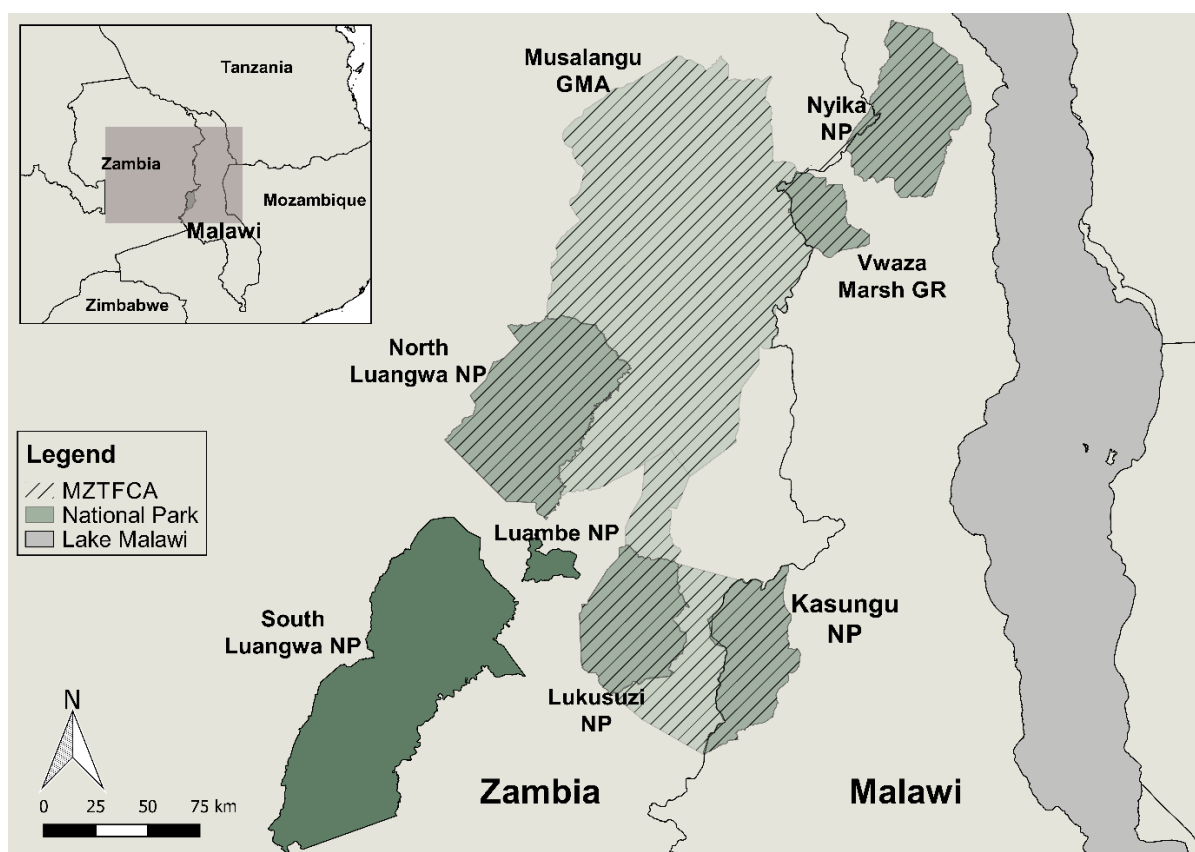 Tanzania
Zambia
Mozambique
Malawi
Zimbabwe
Musalangu
GMA
Nyika
NP
Vwaza
Marsh GR
North
Luangwa NP
Legend
MZTFCA
National Park
Lake Malawi
Luambe NP
South
Luangwa NP
Kasungu
NP
Lukusuzi
NP
N
0 25 50 75 km
Zambia
Malawi